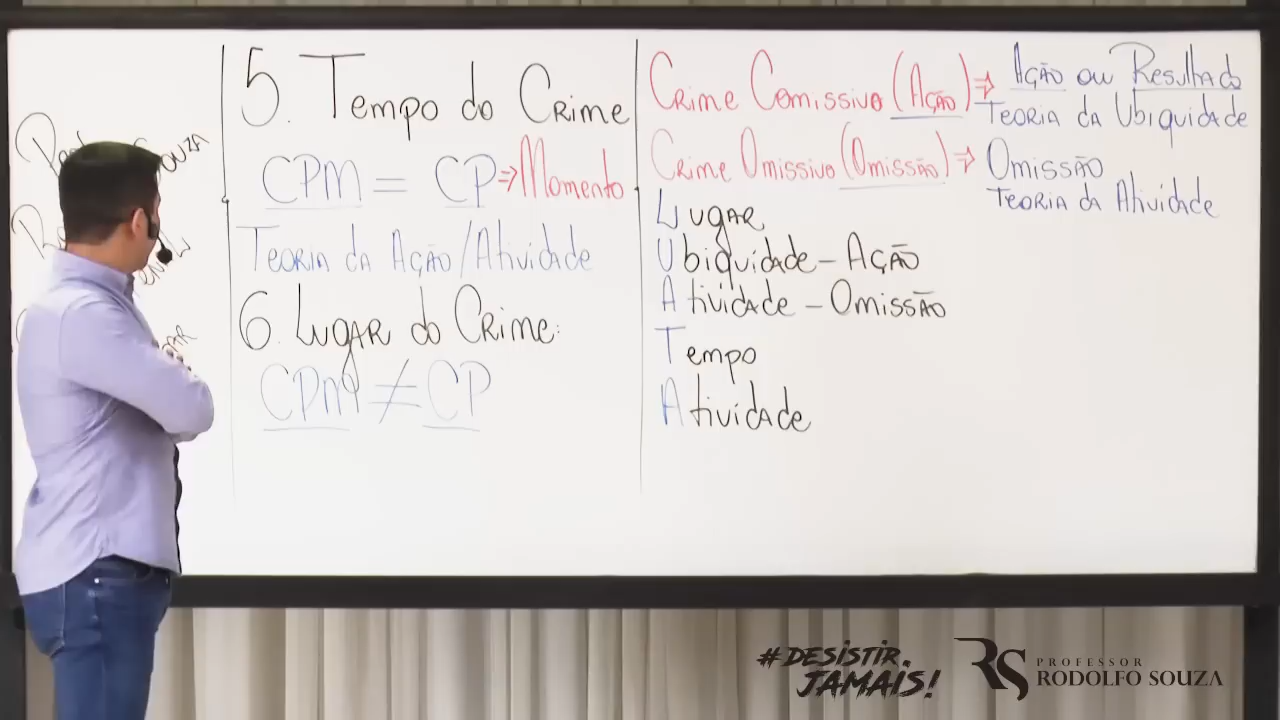 SOUZA
5. Tempo do Crime
CPM = CP ⇒ Momento
Teoria da Ação/Atividade
6. Lugar do Crime:
CPM ≠ CP
Crime Comissivo (Ação) ⇒ Ação ou Resultado
Teoria da Ubiquidade
Crime Omissivo (Omissão) ⇒ Omissão
Teoria da Atividade
Lugar
Ubiquidade - Ação
Atividade - Omissão
Tempo
Atividade
#DESISTIR
JAMAIS!
RS
PROFESSOR
RODOLFO SOUZA